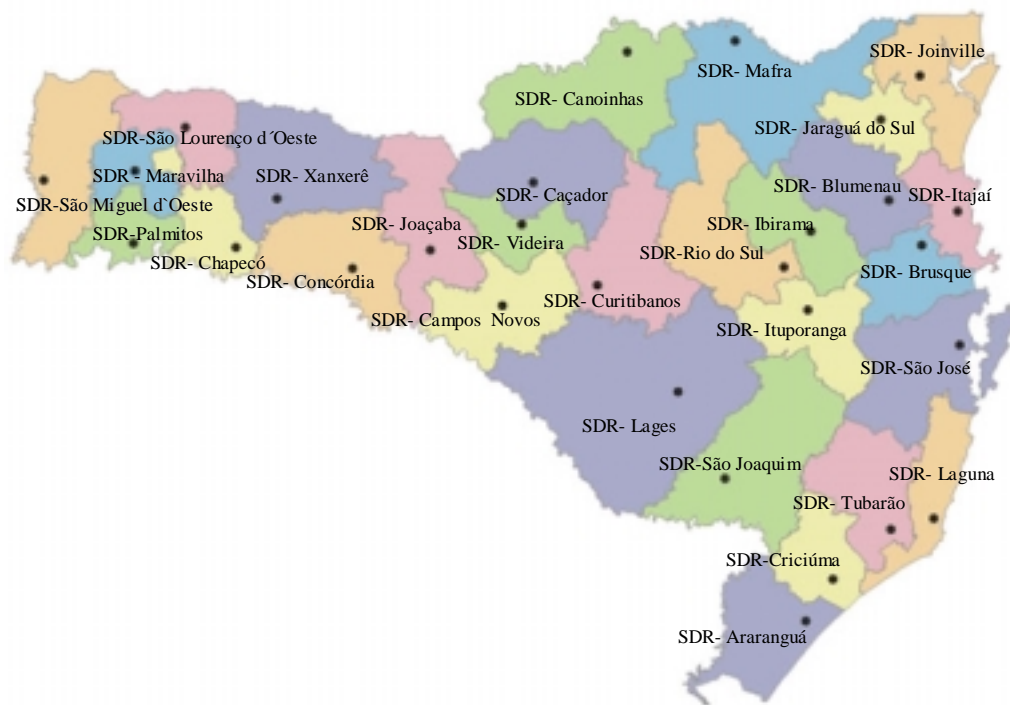 SDR- Joinville
SDR- Mafra
SDR- Canoinhas
SDR- Jaraguá do Sul
SDR-São Lourenço d´Oeste
SDR - Maravilha
SDR- Xanxerê
SDR- Blumenau
SDR-Itajaí
SDR- Caçador
SDR-São Miguel d`Oeste
SDR- Joaçaba
SDR- Ibirama
SDR-Palmitos
SDR- Videira
SDR-Rio do Sul
SDR- Chapecó
SDR- Brusque
SDR- Concórdia
SDR- Curitibanos
SDR- Campos Novos
SDR- Ituporanga
SDR-São José
SDR- Lages
SDR-São Joaquim
SDR- Laguna
SDR- Tubarão
SDR-Criciúma
SDR- Araranguá